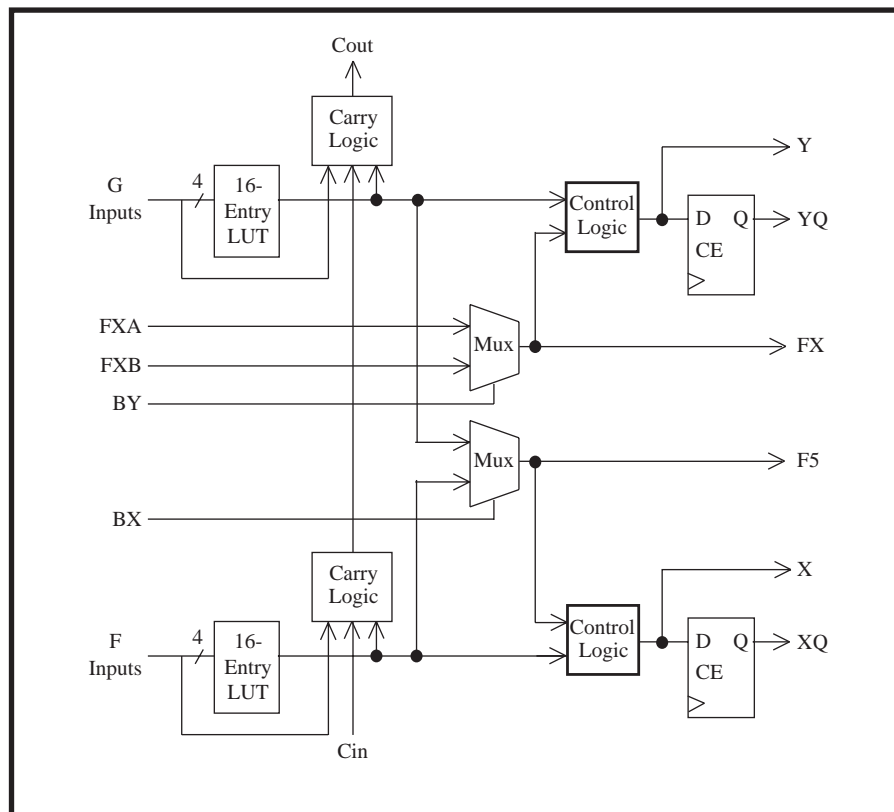 Cout
Carry
Logic
Y
G
Inputs
4
16-
Entry
LUT
Control
Logic
D Q
CE
YQ
FXA
Mux
FX
FXB
BY
Mux
F5
BX
Carry
Logic
X
F
Inputs
4
16-
Entry
LUT
Control
Logic
D Q
CE
XQ
Cin